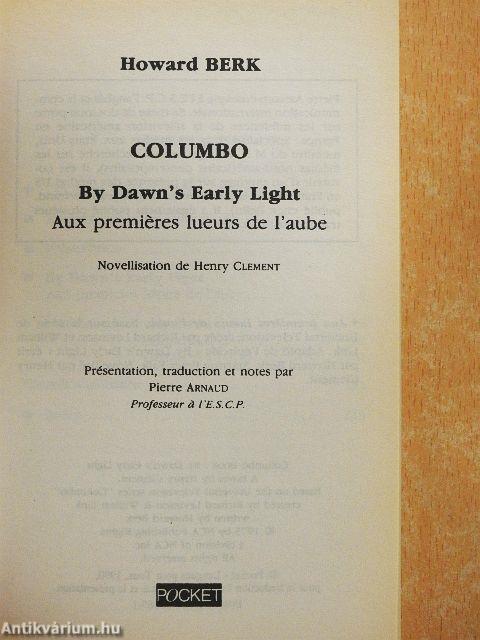 Howard BERK
COLUMBO
By Dawn's Early Light
Aux premières lueurs de l'aube
Novellisation de Henry CLEMENT
Présentation, traduction et notes par
Pierre ARNAUD
Professeur à l'E.S.C.P.
POCKET
Antikvárium.hu